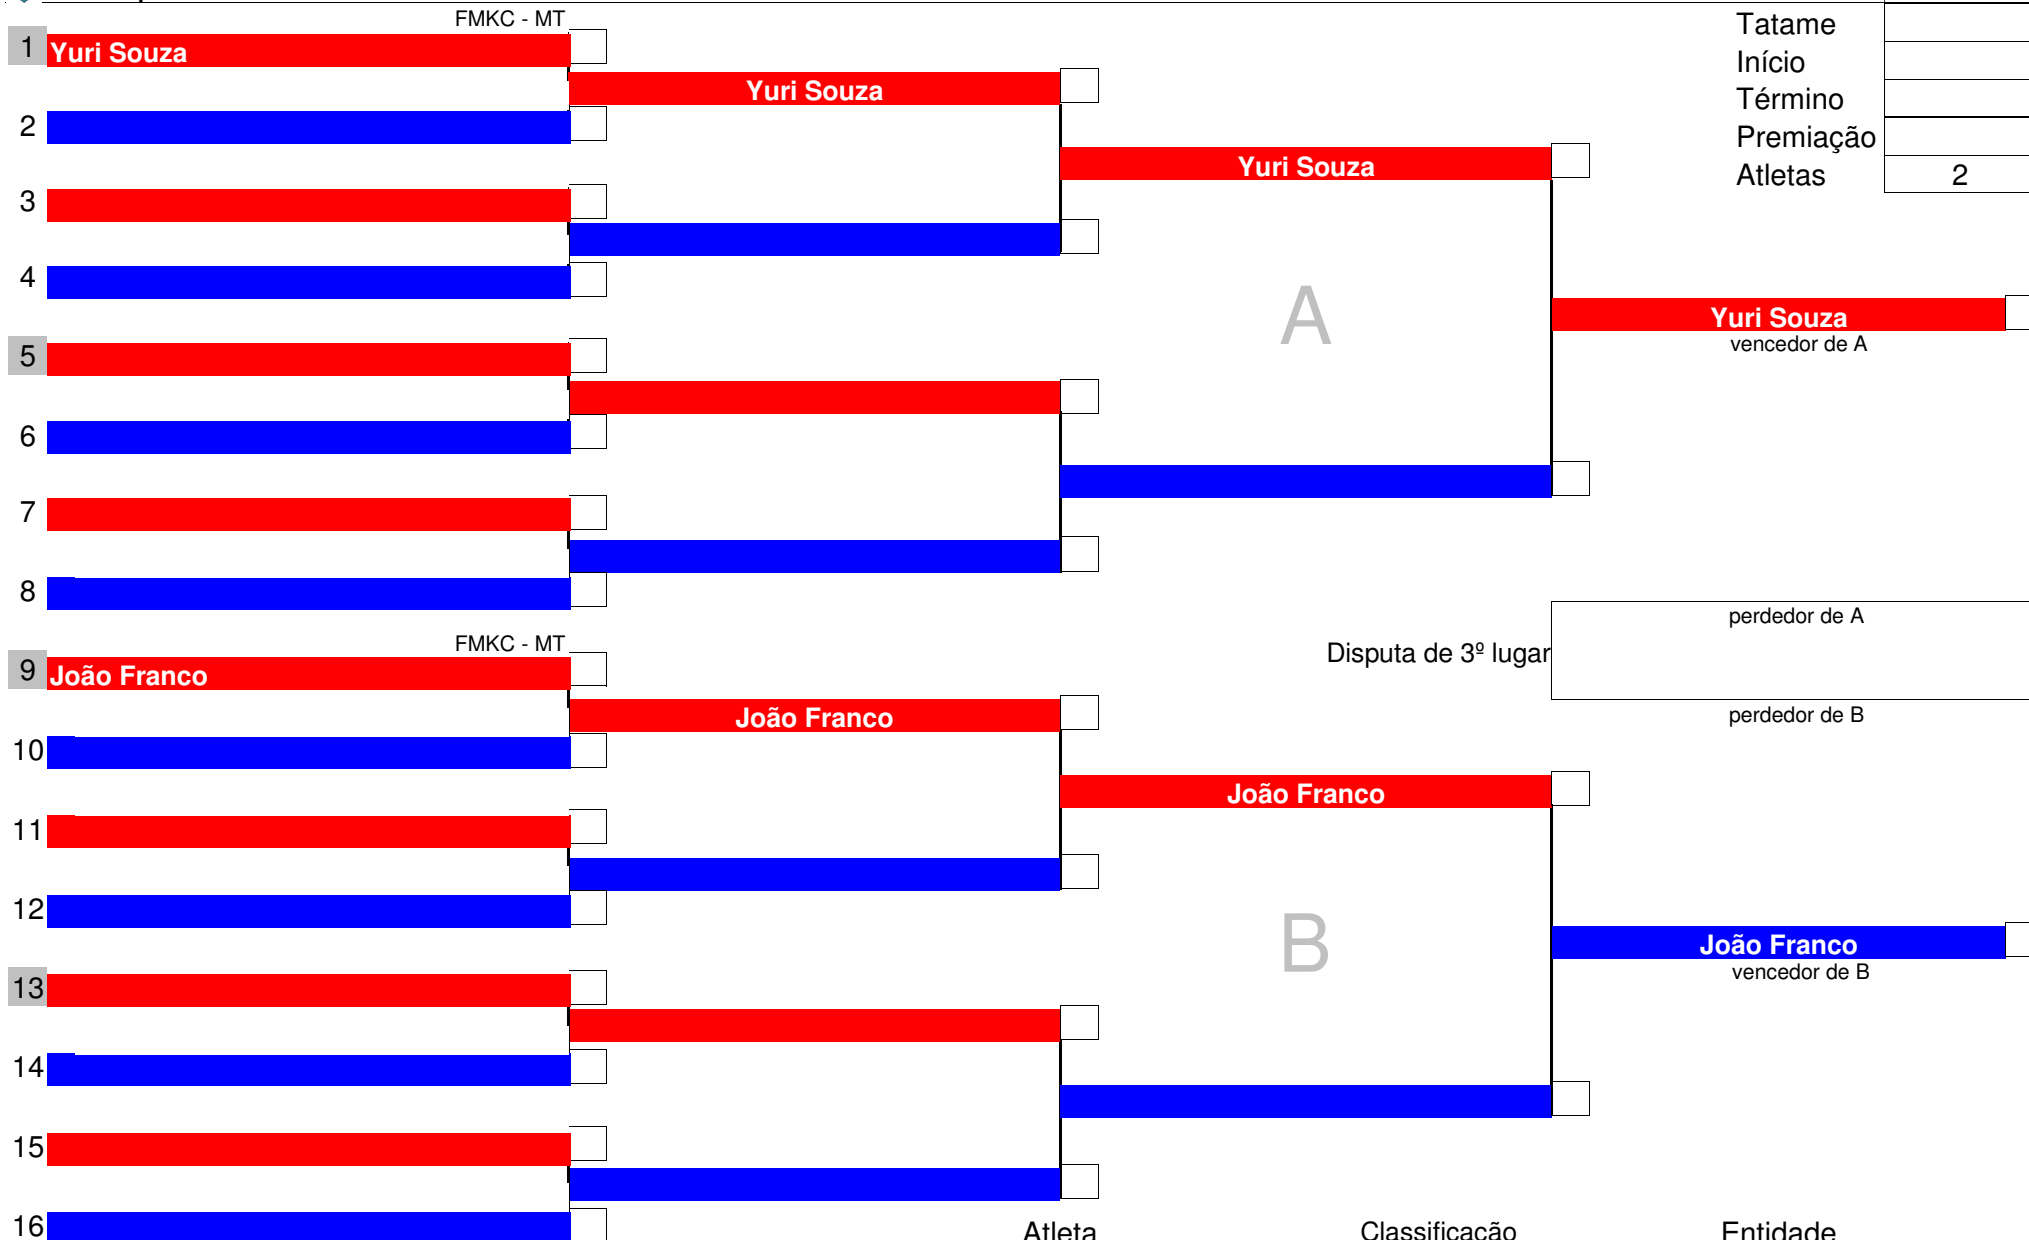 FMKC - MT
1 Yuri Souza
Yuri Souza
2
Yuri Souza
3
4
A
5
Yuri Souza
vencedor de A
6
7
8
Tatame
Início
Término
Premiação
Atletas 2
perdedor de A
Disputa de 3º lugar
perdedor de B
FMKC - MT
9 João Franco
João Franco
10
João Franco
11
12
B
João Franco
vencedor de B
13
14
15
16
Atleta Classificação Entidade